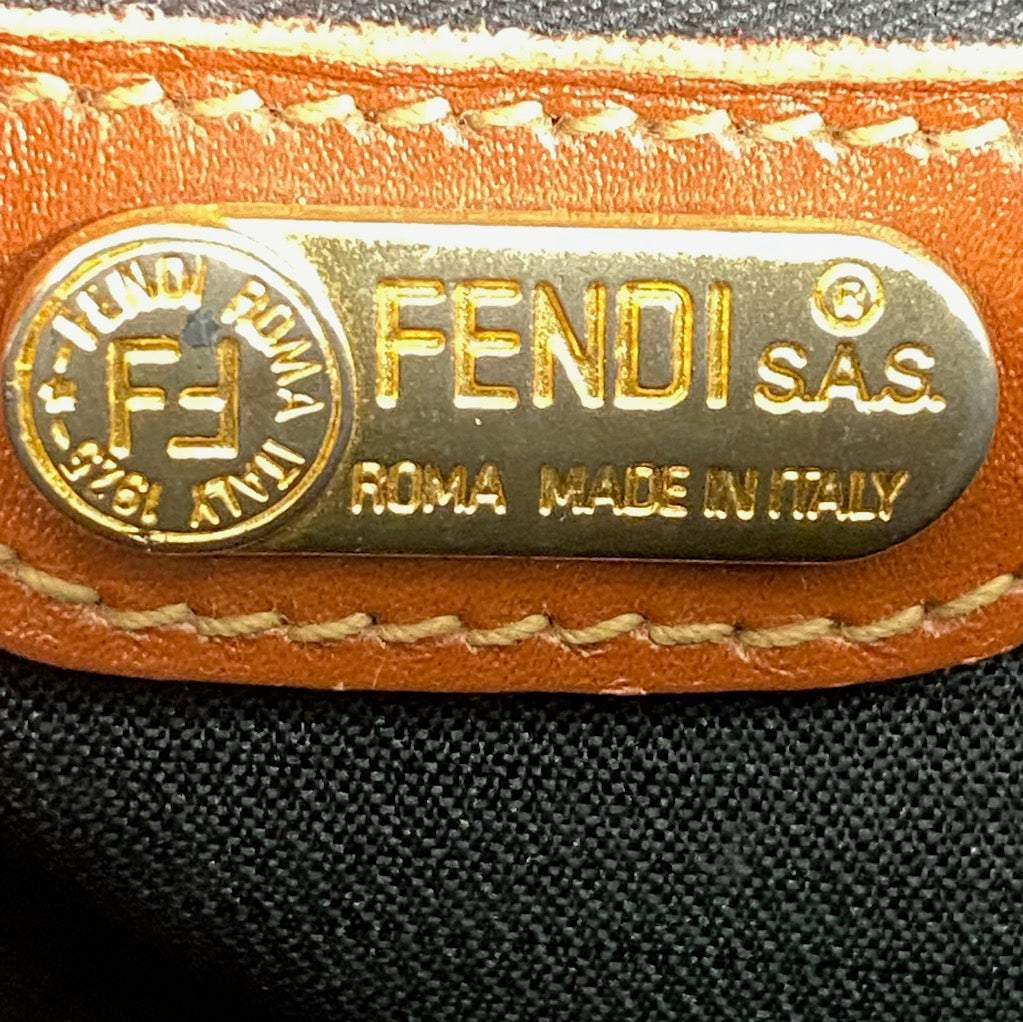 FENDI ROMA ITALY 1925
FF
FENDI ®
S.A.S.
ROMA MADE IN ITALY